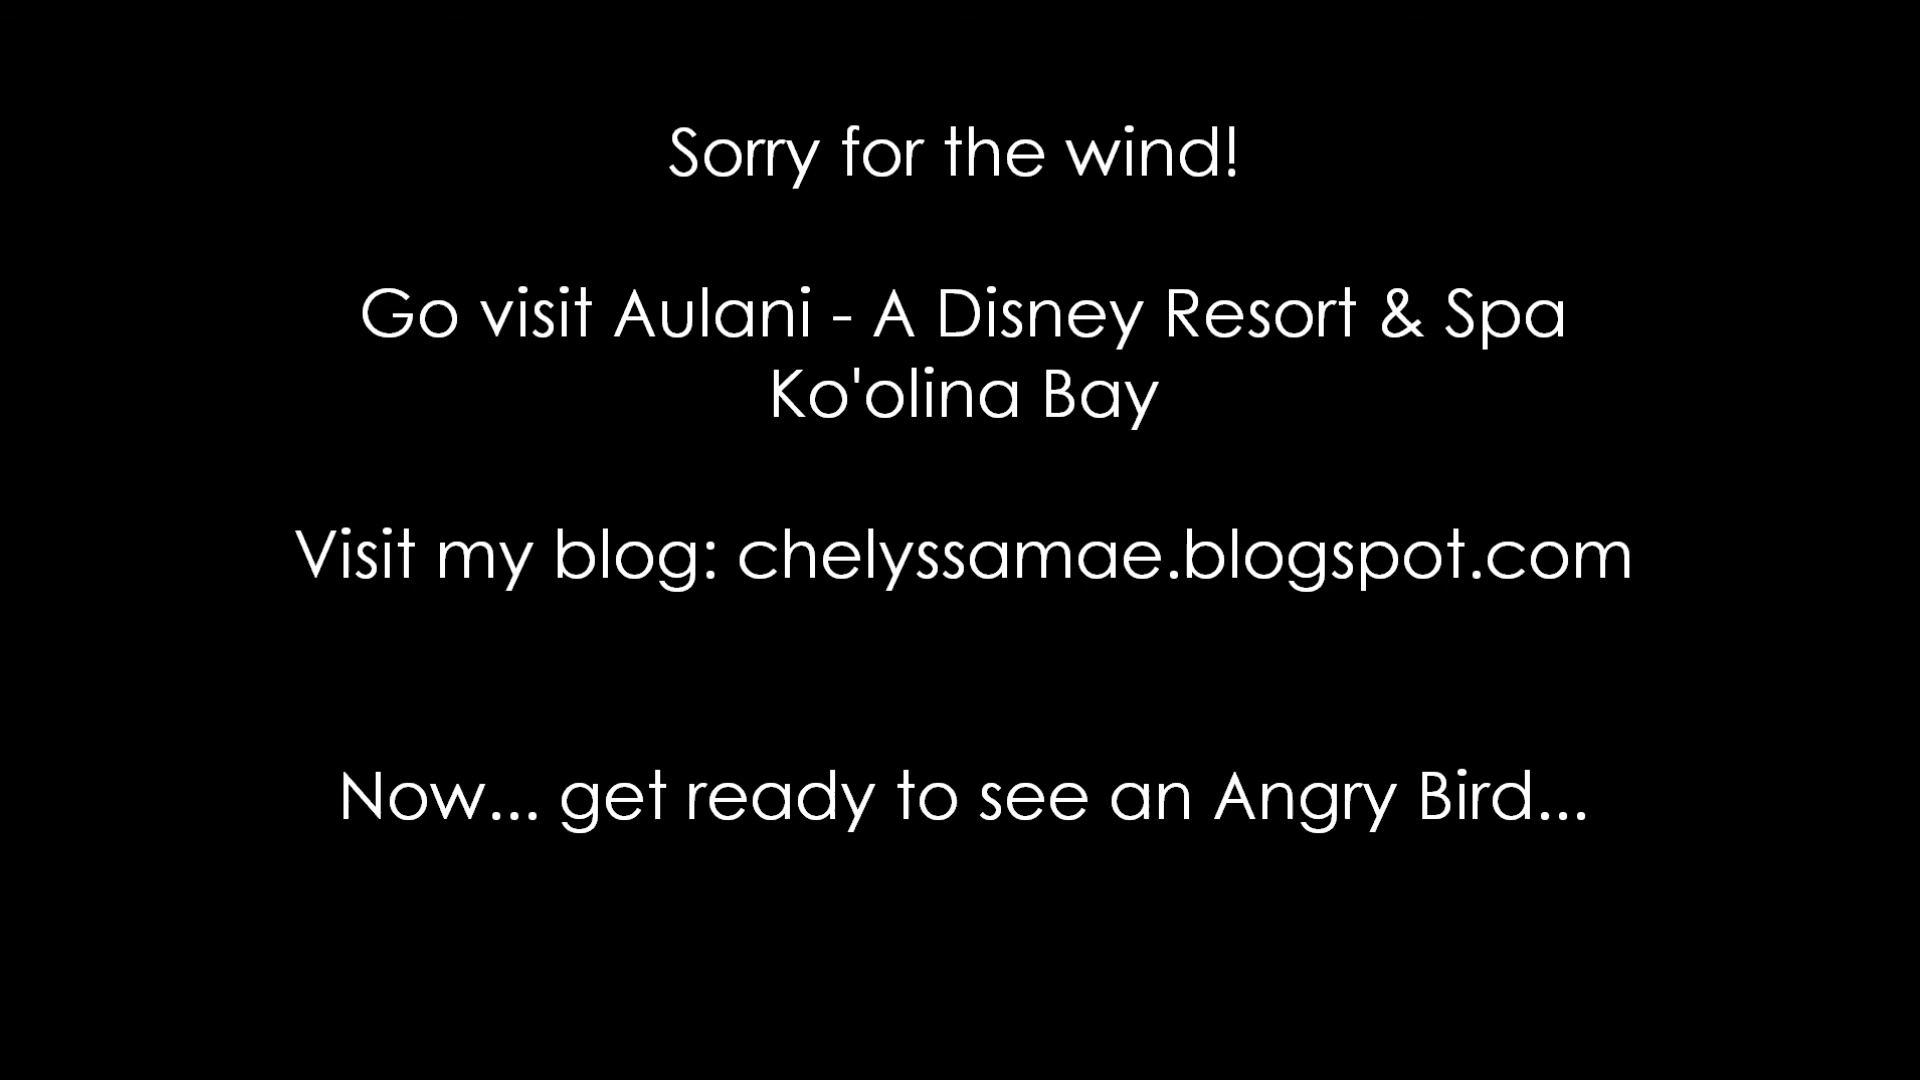 Sorry for the wind!
Go visit Aulani - A Disney Resort & Spa
Ko'olina Bay
Visit my blog: chelyssamae.blogspot.com
Now... get ready to see an Angry Bird...